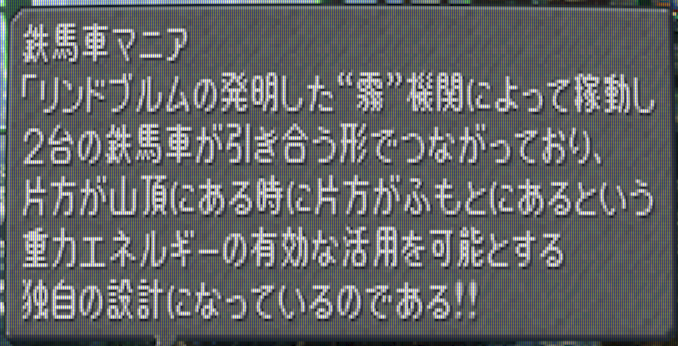 鉄馬車マニア
「リンドブルムの発明した“霧”機関によって稼動し
2台の鉄馬車が引き合う形でつながっており、
片方が山頂にある時に片方がふもとにあるという
重力エネルギーの有効な活用を可能とする
独自の設計になっているのである!!